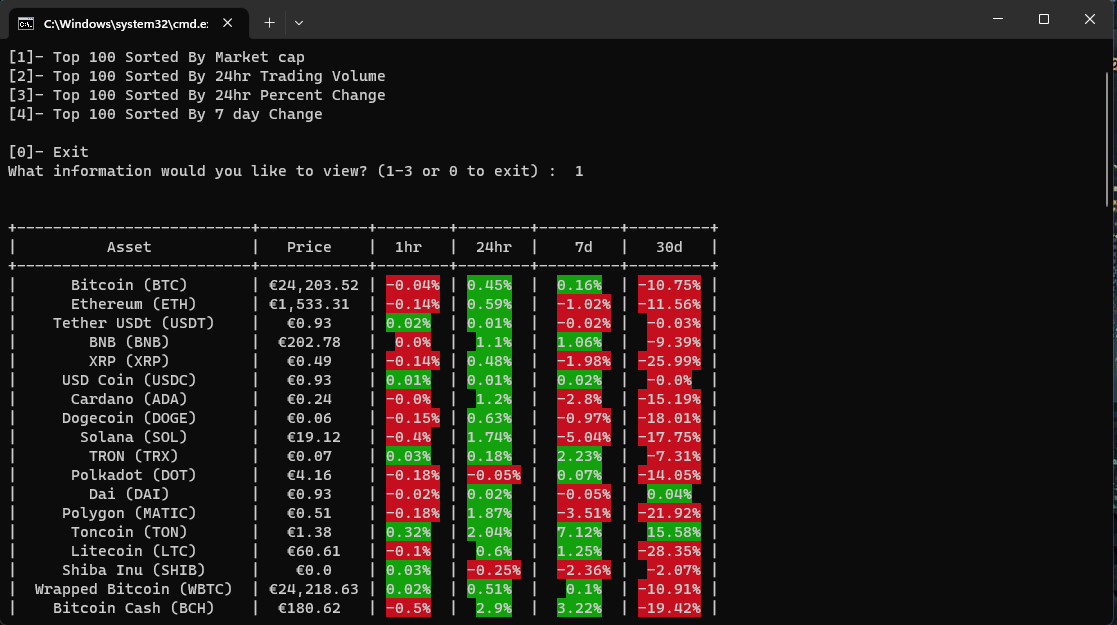 C:\Windows\system32\cmd.e:
[1]- Top 100 Sorted By Market cap
[2]- Top 100 Sorted By 24hr Trading Volume
[3]- Top 100 Sorted By 24hr Percent Change
[4]- Top 100 Sorted By 7 day Change
[0]- Exit
What information would you like to view? (1-3 or 0 to exit) :  1
+--------------------------+------------+--------+--------+---------+---------+
|          Asset           |   Price    |  1hr   |  24hr  |   7d    |   30d   |
+--------------------------+------------+--------+--------+---------+---------+
|      Bitcoin (BTC)       | €24,203.52 | -0.04% | 0.45%  |  0.16%  | -10.75% |
|      Ethereum (ETH)      | €1,533.31  | -0.14% | 0.59%  | -1.02%  | -11.56% |
|    Tether USDt (USDT)    |   €0.93    | 0.02%  | 0.01%  | -0.02%  | -0.03%  |
|        BNB (BNB)         |  €202.78   |  0.0%  |  1.1%  |  1.06%  | -9.39%  |
|        XRP (XRP)         |   €0.49    | -0.14% | 0.48%  | -1.98%  | -25.99% |
|     USD Coin (USDC)      |   €0.93    | 0.01%  | 0.01%  |  0.02%  |  -0.0%  |
|      Cardano (ADA)       |   €0.24    | -0.0%  |  1.2%  |  -2.8%  | -15.19% |
|     Dogecoin (DOGE)      |   €0.06    | -0.15% | 0.63%  | -0.97%  | -18.01% |
|       Solana (SOL)       |   €19.12   | -0.4%  | 1.74%  | -5.04%  | -17.75% |
|        TRON (TRX)        |   €0.07    | 0.03%  | 0.18%  |  2.23%  | -7.31%  |
|      Polkadot (DOT)      |   €4.16    | -0.18% | -0.05% |  0.07%  | -14.05% |
|        Dai (DAI)         |   €0.93    | -0.02% | 0.02%  | -0.05%  |  0.04%  |
|     Polygon (MATIC)      |   €0.51    | -0.18% | 1.87%  | -3.51%  | -21.92% |
|      Toncoin (TON)       |   €1.38    | 0.32%  | 2.04%  |  7.12%  | 15.58%  |
|      Litecoin (LTC)      |   €60.61   | -0.1%  |  0.6%  |  1.25%  | -28.35% |
|     Shiba Inu (SHIB)     |    €0.0    | 0.03%  | -0.25% | -2.36%  | -2.07%  |
|  Wrapped Bitcoin (WBTC)  | €24,218.63 | 0.02%  | 0.51%  |  0.1%   | -10.91% |
|    Bitcoin Cash (BCH)    |  €180.62   | -0.5%  |  2.9%  |  3.22%  | -19.42% |